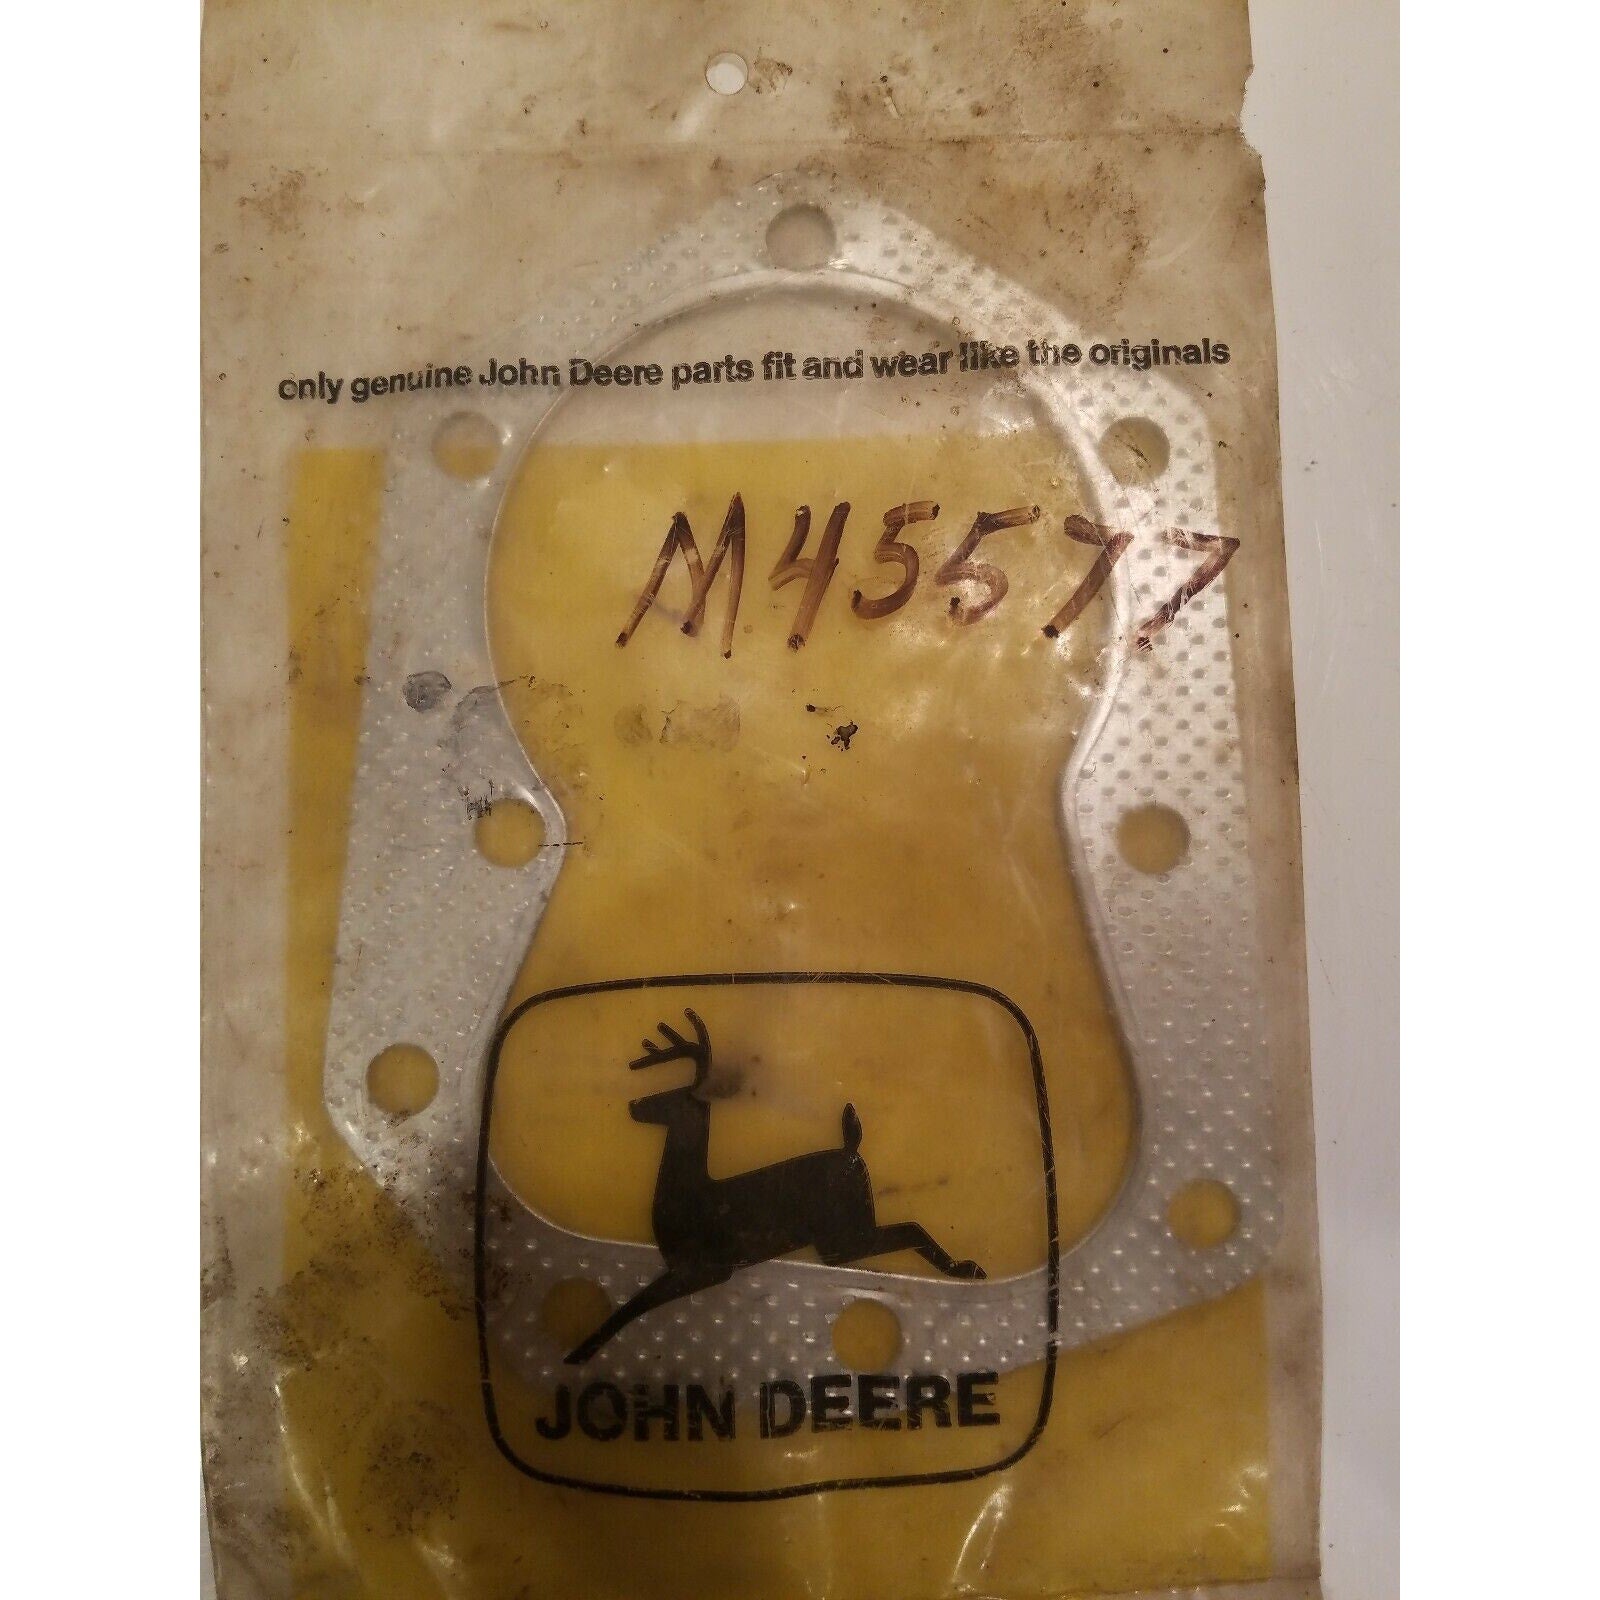 only genuine John Deere parts fit and wear like the originals
M45577
JOHN DEERE